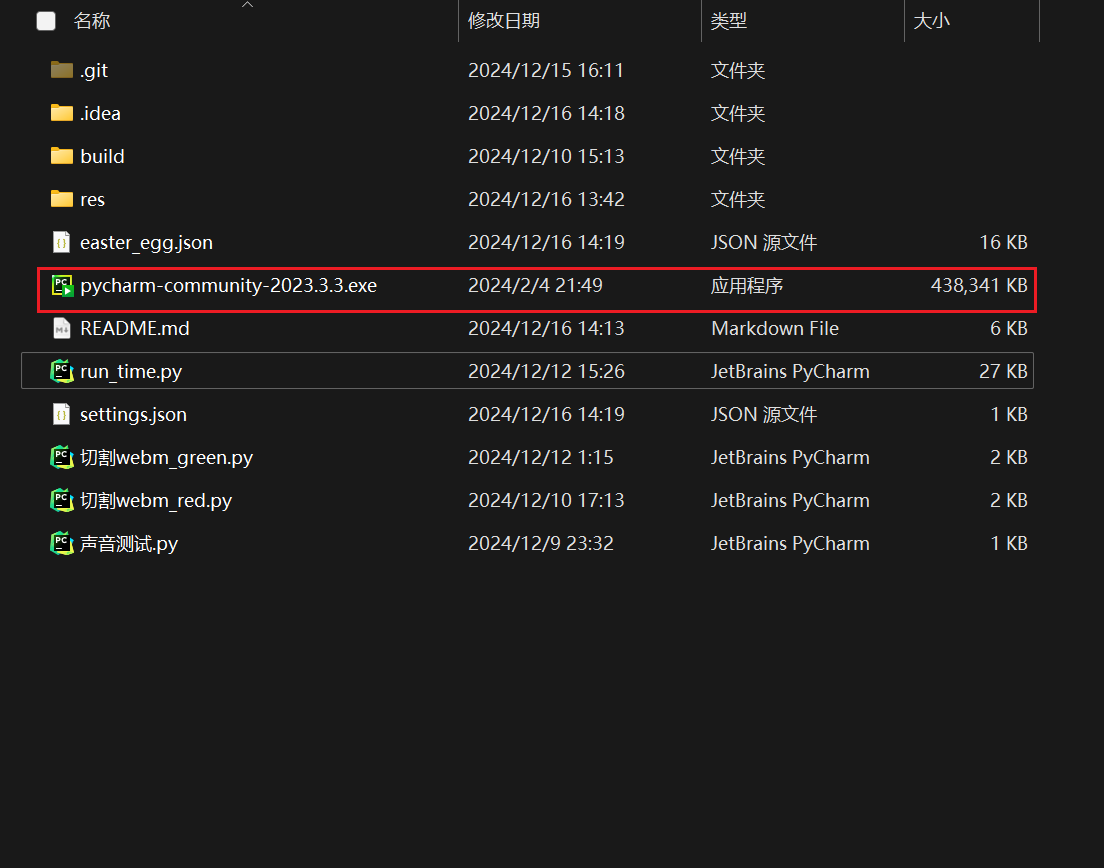 名称 修改日期 类型 大小
.git 2024/12/15 16:11 文件夹
.idea 2024/12/16 14:18 文件夹
build 2024/12/10 15:13 文件夹
res 2024/12/16 13:42 文件夹
easter_egg.json 2024/12/16 14:19 JSON 源文件 16 KB
pycharm-community-2023.3.3.exe 2024/2/4 21:49 应用程序 438,341 KB
README.md 2024/12/16 14:13 Markdown File 6 KB
run_time.py 2024/12/12 15:26 JetBrains PyCharm 27 KB
settings.json 2024/12/16 14:19 JSON 源文件 1 KB
切割webm_green.py 2024/12/12 1:15 JetBrains PyCharm 2 KB
切割webm_red.py 2024/12/10 17:13 JetBrains PyCharm 2 KB
声音测试.py 2024/12/9 23:32 JetBrains PyCharm 1 KB